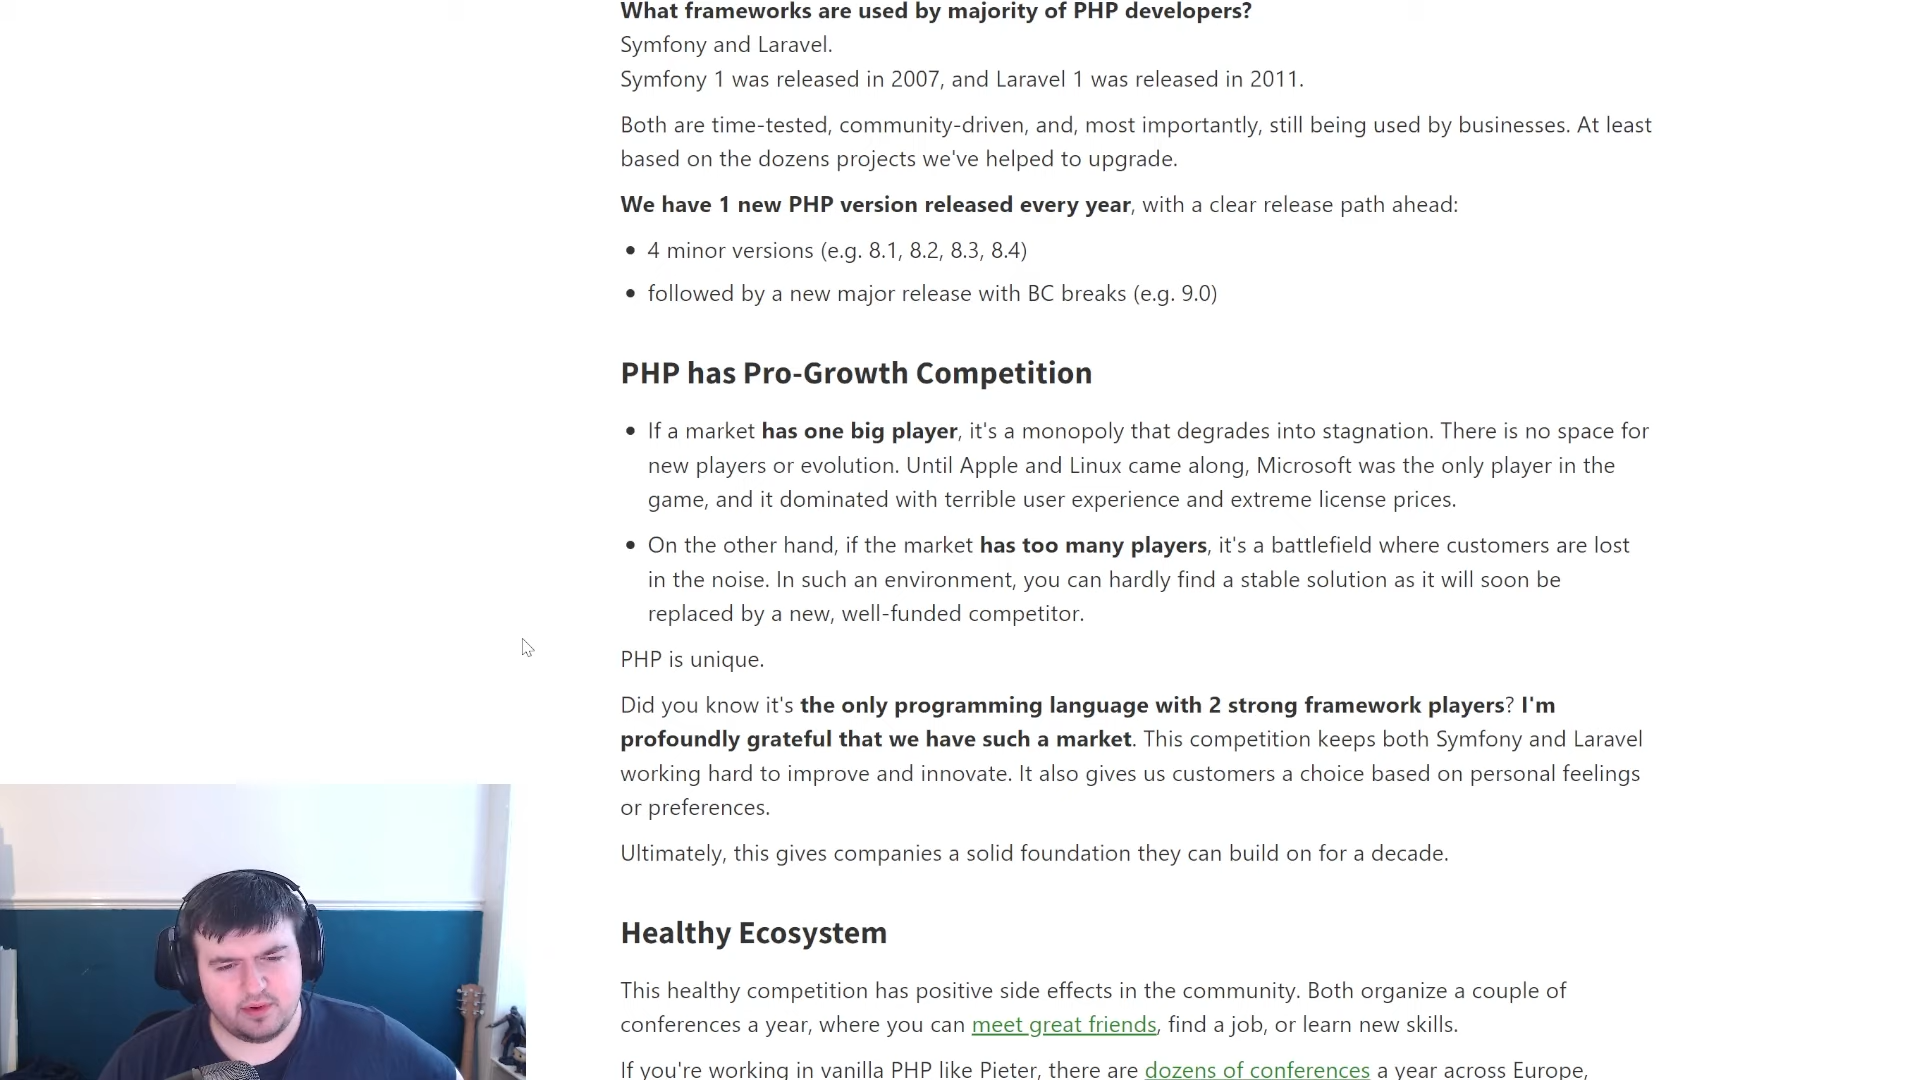 What frameworks are used by majority of PHP developers?
Symfony and Laravel.
Symfony 1 was released in 2007, and Laravel 1 was released in 2011.
Both are time-tested, community-driven, and, most importantly, still being used by businesses. At least
based on the dozens projects we've helped to upgrade.
We have 1 new PHP version released every year, with a clear release path ahead:
• 4 minor versions (e.g. 8.1, 8.2, 8.3, 8.4)
• followed by a new major release with BC breaks (e.g. 9.0)
PHP has Pro-Growth Competition
• If a market has one big player, it's a monopoly that degrades into stagnation. There is no space for
new players or evolution. Until Apple and Linux came along, Microsoft was the only player in the
game, and it dominated with terrible user experience and extreme license prices.
• On the other hand, if the market has too many players, it's a battlefield where customers are lost
in the noise. In such an environment, you can hardly find a stable solution as it will soon be
replaced by a new, well-funded competitor.
PHP is unique.
Did you know it's the only programming language with 2 strong framework players? I'm
profoundly grateful that we have such a market. This competition keeps both Symfony and Laravel
working hard to improve and innovate. It also gives us customers a choice based on personal feelings
or preferences.
Ultimately, this gives companies a solid foundation they can build on for a decade.
Healthy Ecosystem
This healthy competition has positive side effects in the community. Both organize a couple of
conferences a year, where you can meet great friends, find a job, or learn new skills.
If you're working in vanilla PHP like Pieter, there are dozens of conferences a year across Europe,